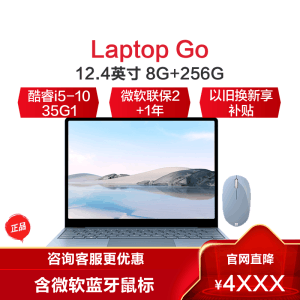 Laptop Go
12.4英寸 8G+256G
酷睿i5-10
35G1
微软联保2
+1年
以旧换新享
补贴
正品
咨询客服更优惠
含微软蓝牙鼠标
官网直降
¥4XXX